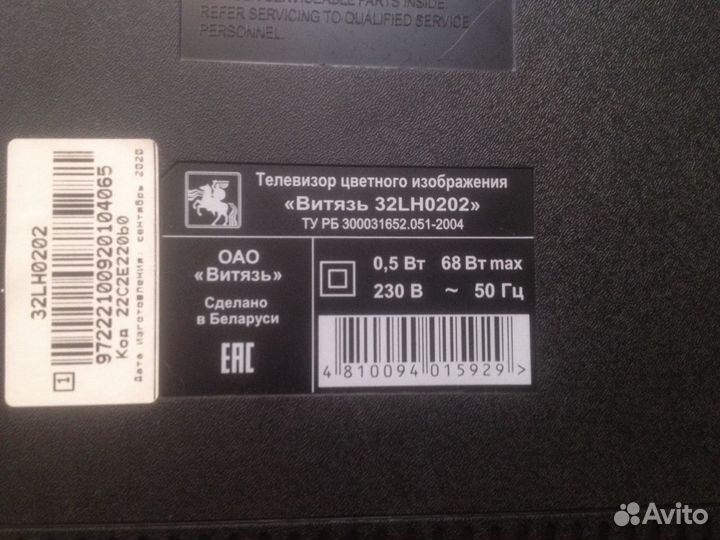 REFER SERVICING TO QUALIFIED SERVICE
PERSONNEL.
Телевизор цветного изображения
«Витязь 32LH0202»
ТУ РБ 300031652.051-2004
ОАО
«Витязь»
Сделано
в Беларуси
EAC
0,5 Вт 68 Вт max
230 В ~ 50 Гц
4 810094 015929 >
32LH0202
97222100920104065
Код 22C2E220b0
Дата изготовления: сентябрь 2020
1
Avito